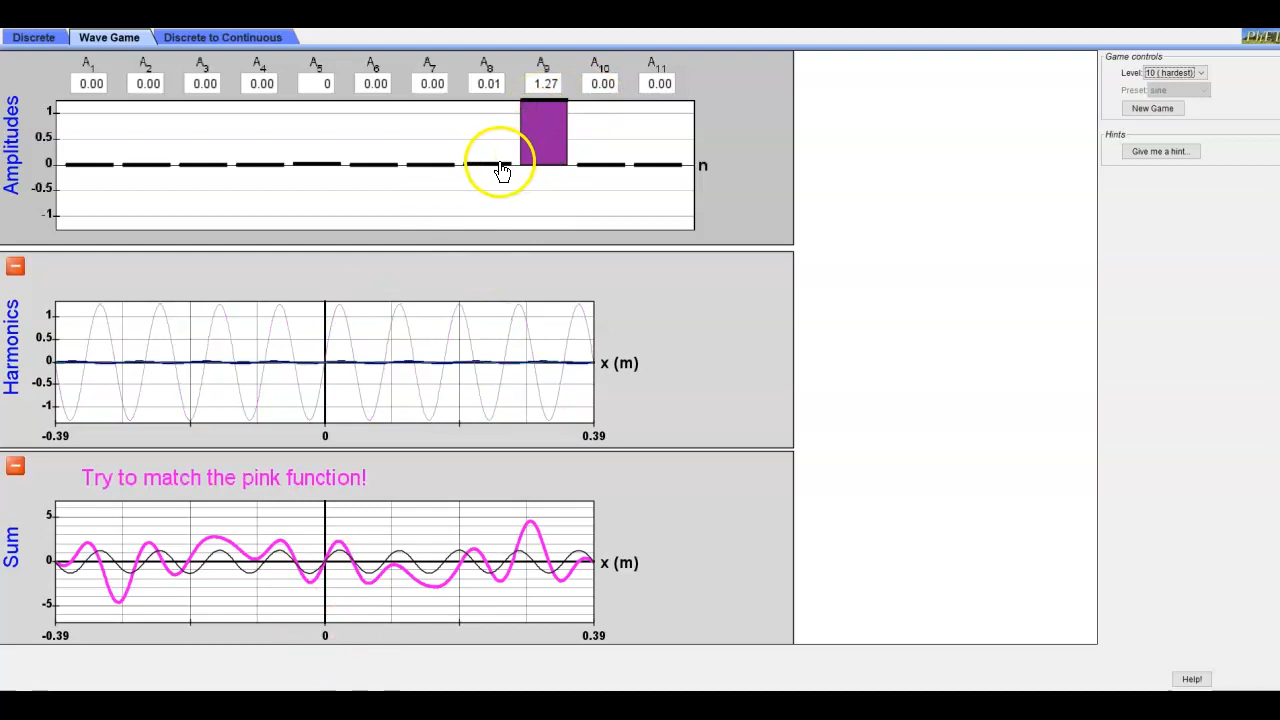 Discrete Wave Game Discrete to Continuous
PhET
Game controls
Level: 10 ( hardest)
Preset: sine
New Game
Hints
Give me a hint...
Amplitudes
A1 A2 A3 A4 A5 A6 A7 A8 A9 A10 A11
0.00 0.00 0.00 0.00 0 0.00 0.00 0.01 1.27 0.00 0.00
1
0.5
0
-0.5
-1
n
Harmonics
1
0.5
0
-0.5
-1
x (m)
-0.39 0 0.39
Sum
Try to match the pink function!
5
0
-5
x (m)
-0.39 0 0.39
Help!